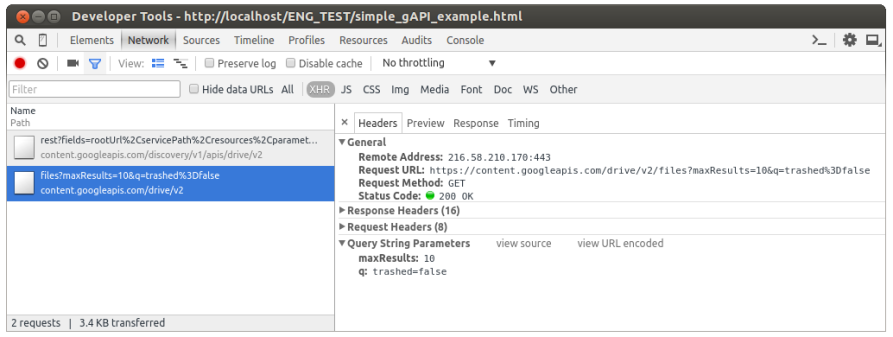 Developer Tools - http://localhost/ENG_TEST/simple_gAPI_example.html
Elements Network Sources Timeline Profiles Resources Audits Console
View: Preserve log Disable cache No throttling
Filter Hide data URLs All XHR JS CSS Img Media Font Doc WS Other
Name
Path
rest?fields=rootUrl%2CservicePath%2Cresources%2Cparamet...
content.googleapis.com/discovery/v1/apis/drive/v2
files?maxResults=10&q=trashed%3Dfalse
content.googleapis.com/drive/v2
2 requests | 3.4 KB transferred
× Headers Preview Response Timing
▼General
Remote Address: 216.58.210.170:443
Request URL: https://content.googleapis.com/drive/v2/files?maxResults=10&q=trashed%3Dfalse
Request Method: GET
Status Code: 200 OK
▶Response Headers (16)
▶Request Headers (8)
▼Query String Parameters view source view URL encoded
maxResults: 10
q: trashed=false